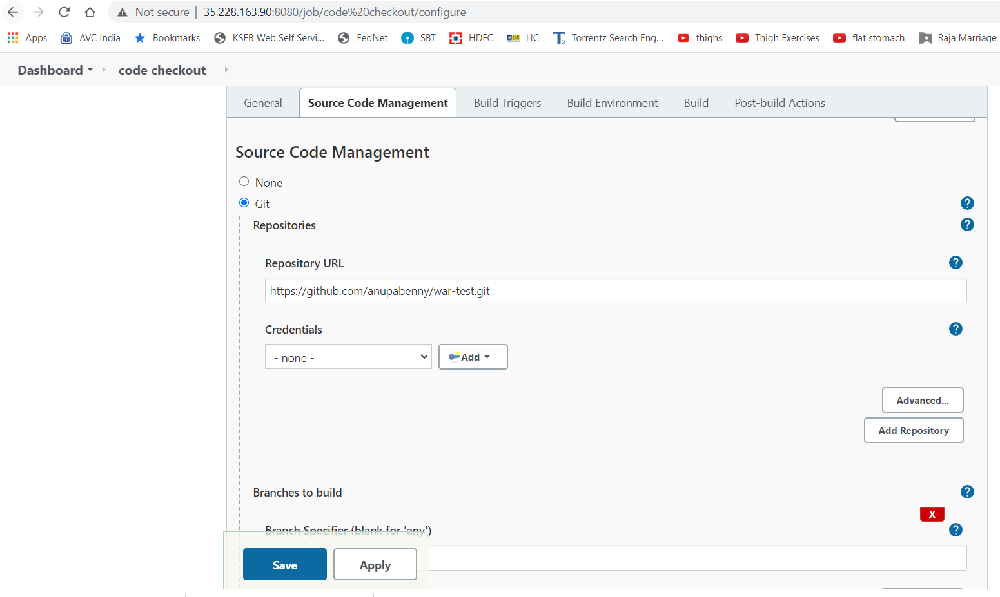 Not secure | 35.228.163.90:8080/job/code%20checkout/configure
Apps AVC India Bookmarks KSEB Web Self Servi... FedNet SBT HDFC LIC Torrentz Search Eng... thighs Thigh Exercises flat stomach Raja Marriage
Dashboard code checkout
General Source Code Management Build Triggers Build Environment Build Post-build Actions
Source Code Management
None
Git
Repositories
Repository URL
https://github.com/anupabenny/war-test.git
Credentials
- none - Add
Advanced...
Add Repository
Branches to build
X
Branch Specifier (blank for 'any')
Save Apply